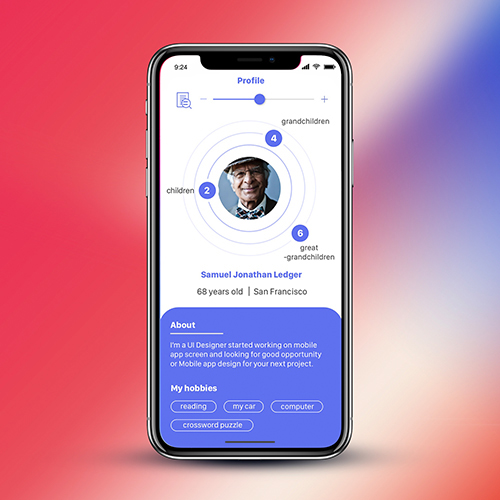 9:24
Profile
grandchildren
4
children
2
6
great
-grandchildren
Samuel Jonathan Ledger
68 years old | San Francisco
About
I'm a UI Designer started working on mobile
app screen and looking for good opportunity
or Mobile app design for your next project.
My hobbies
reading
my car
computer
crossword puzzle